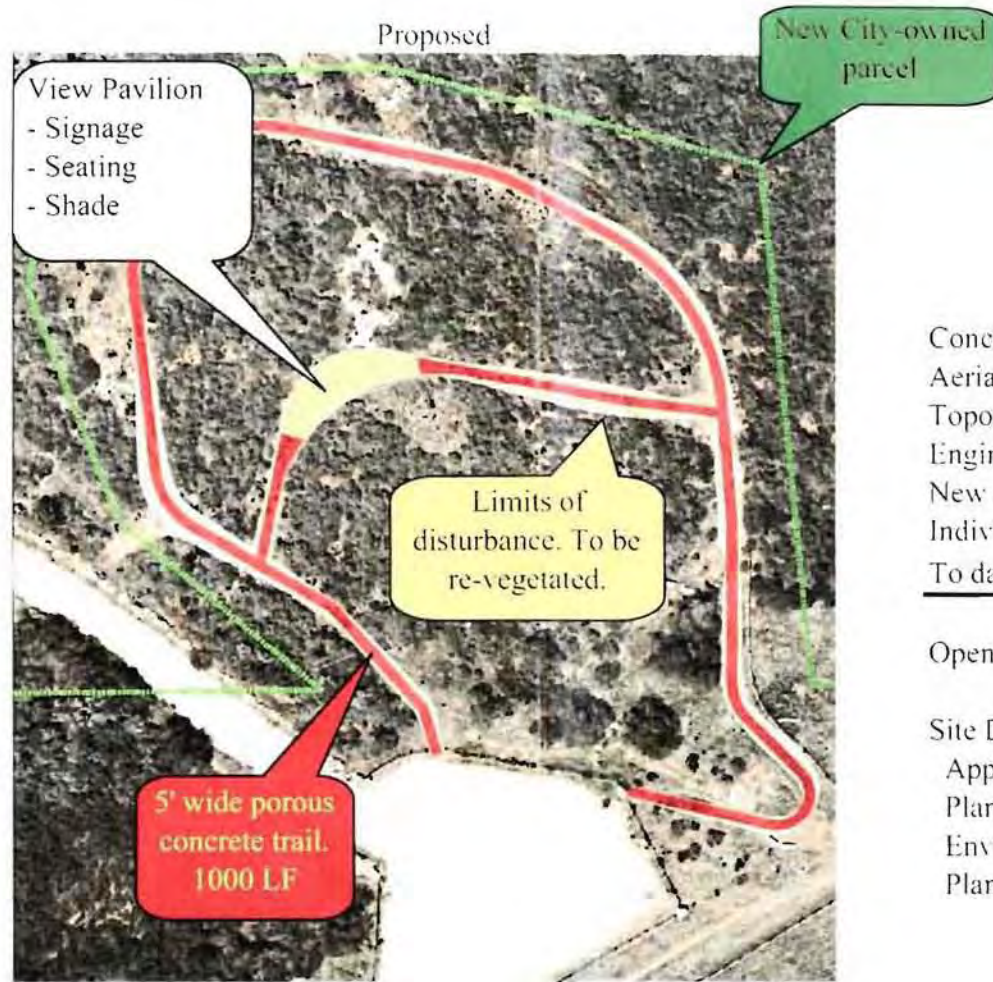 Proposed
New City-owned
parcel
View Pavilion
- Signage
- Seating
- Shade
Limits of
disturbance. To be
re-vegetated.
5' wide porous
concrete trail.
1000 LF
Conc
Aeria
Topo
Engin
New
Indiv
To da
Open
Site D
App
Plan
Env
Plan